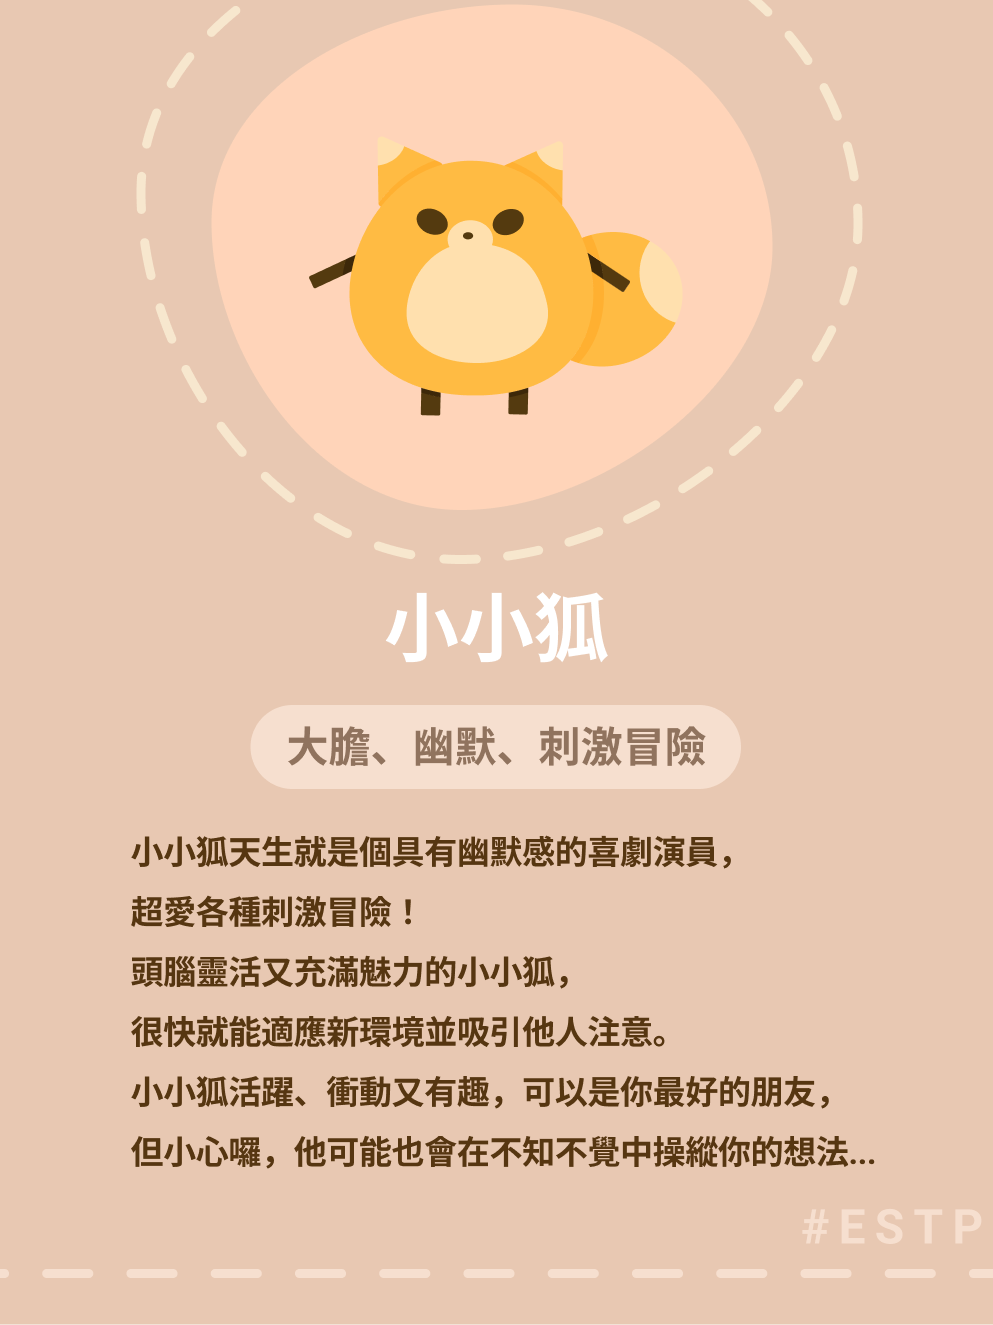 小小狐
大膽、幽默、刺激冒險
小小狐天生就是個具有幽默感的喜劇演員，
超愛各種刺激冒險！
頭腦靈活又充滿魅力的小小狐，
很快就能適應新環境並吸引他人注意。
小小狐活躍、衝動又有趣，可以是你最好的朋友，
但小心囉，他可能也會在不知不覺中操縱你的想法...
#ESTP